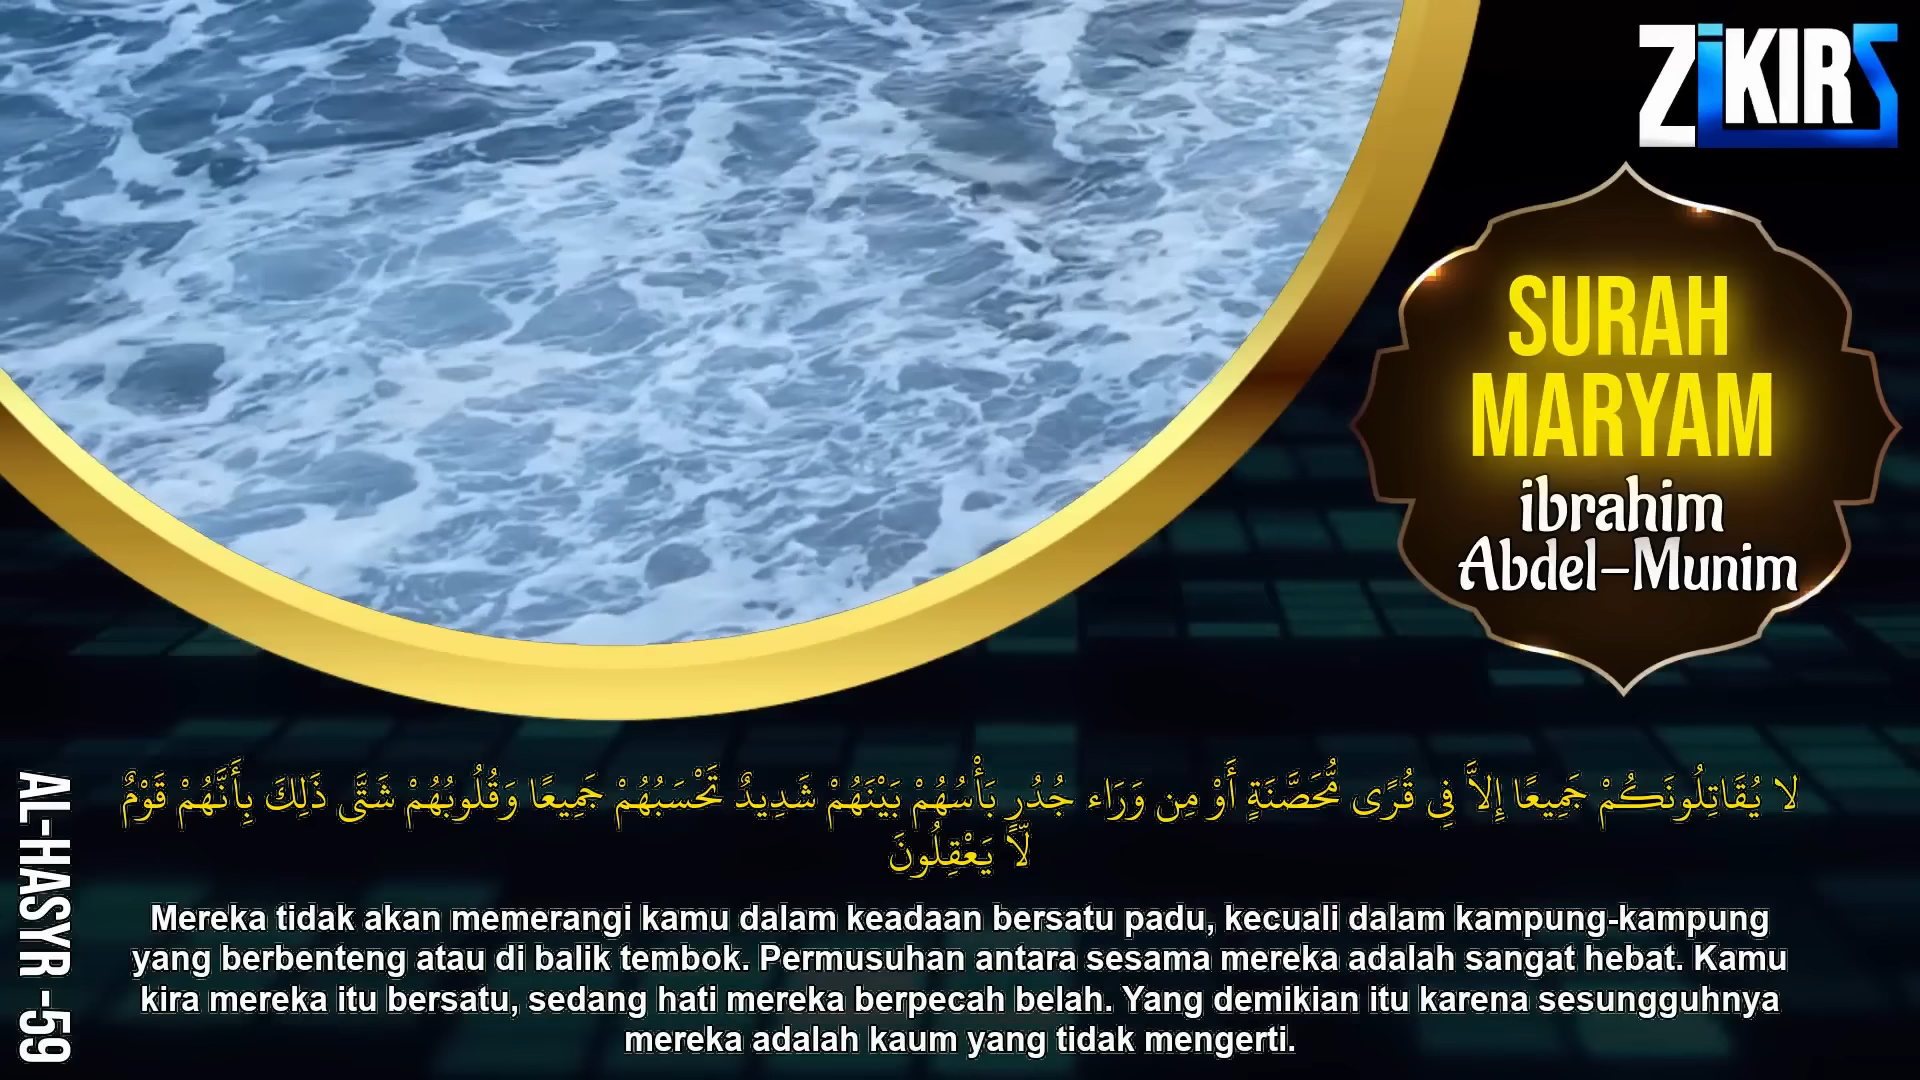 ZiKIRS
SURAH
MARYAM
ibrahim
Abdel-Munim
لا يُقَاتِلُونَكُمْ جَمِيعًا إِلاَّ فِي قُرًى مُّحَصَّنَةٍ أَوْ مِن وَرَاء جُدُرٍ بَأْسُهُمْ بَيْنَهُمْ شَدِيدٌ تَحْسَبُهُمْ جَمِيعًا وَقُلُوبُهُمْ شَتَّى ذَلِكَ بِأَنَّهُمْ قَوْمٌ
لَّا يَعْقِلُونَ
Mereka tidak akan memerangi kamu dalam keadaan bersatu padu, kecuali dalam kampung-kampung
yang berbenteng atau di balik tembok. Permusuhan antara sesama mereka adalah sangat hebat. Kamu
kira mereka itu bersatu, sedang hati mereka berpecah belah. Yang demikian itu karena sesungguhnya
mereka adalah kaum yang tidak mengerti.
AL-HASYR - 59